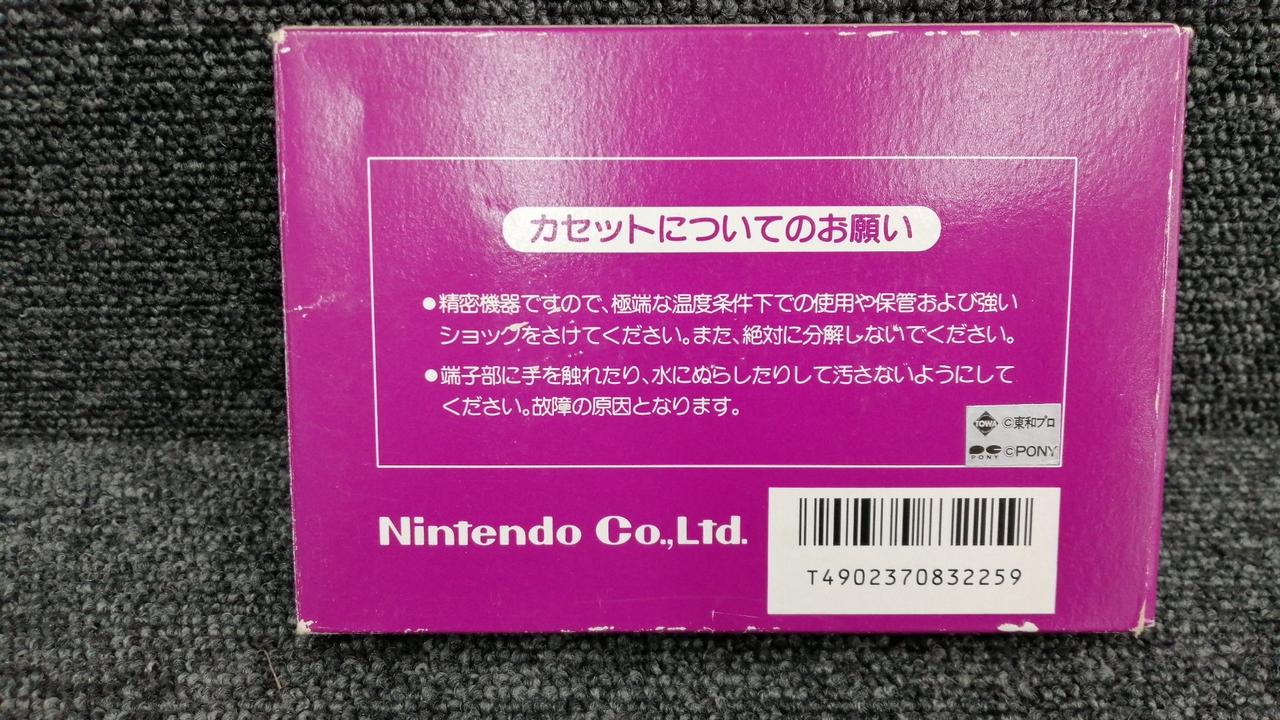 カセットについてのお願い
●精密機器ですので、極端な温度条件下での使用や保管および強い
ショックをさけてください。また、絶対に分解しないでください。
●端子部に手を触れたり、水にぬらしたりして汚さないようにして
ください。故障の原因となります。
TOWA ©東和プロ
PONY ©PONY
Nintendo Co.,Ltd.
T4902370832259